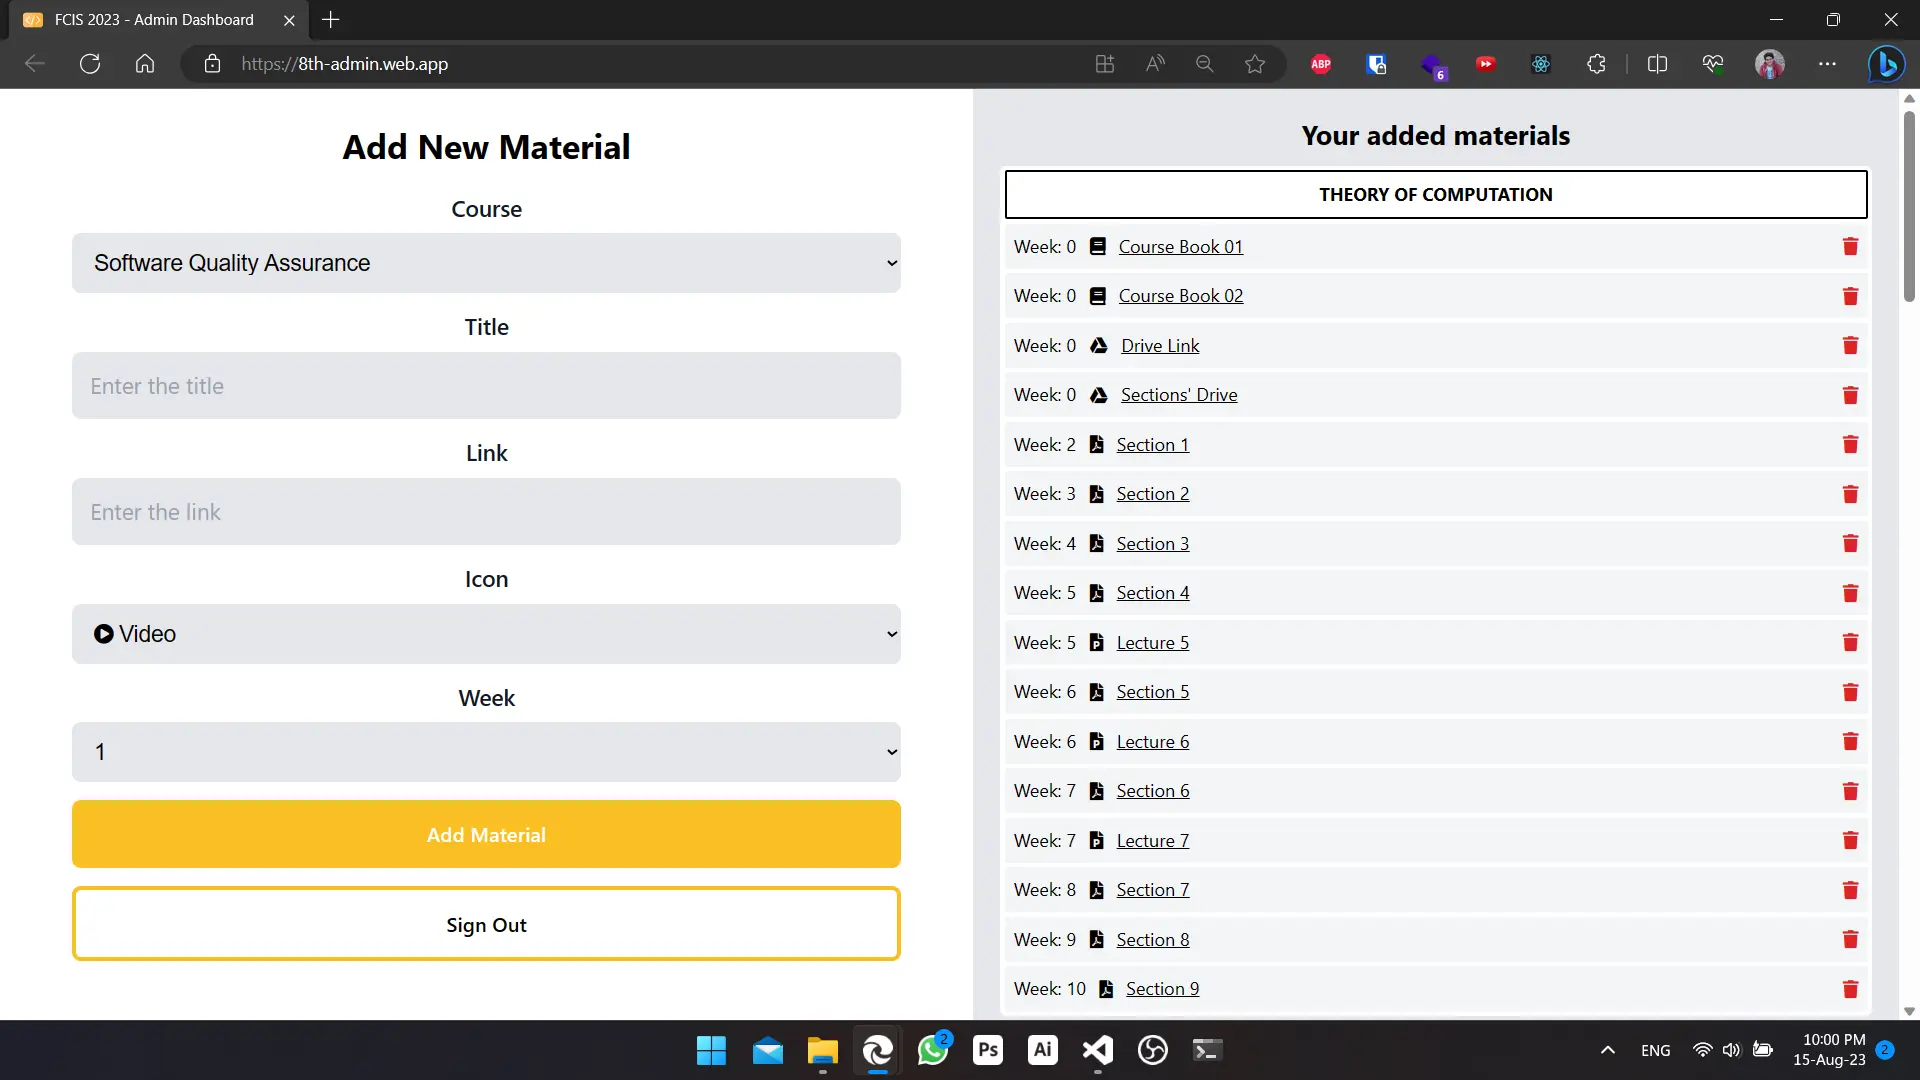 FCIS 2023 - Admin Dashboard
https://8th-admin.web.app
ABP
6
Add New Material
Course
Software Quality Assurance
Title
Enter the title
Link
Enter the link
Icon
Video
Week
1
Add Material
Sign Out
Your added materials
THEORY OF COMPUTATION
Week: 0 Course Book 01
Week: 0 Course Book 02
Week: 0 Drive Link
Week: 0 Sections' Drive
Week: 2 Section 1
Week: 3 Section 2
Week: 4 Section 3
Week: 5 Section 4
Week: 5 Lecture 5
Week: 6 Section 5
Week: 6 Lecture 6
Week: 7 Section 6
Week: 7 Lecture 7
Week: 8 Section 7
Week: 9 Section 8
Week: 10 Section 9
2
Ps
Ai
ENG
10:00 PM
15-Aug-23
2